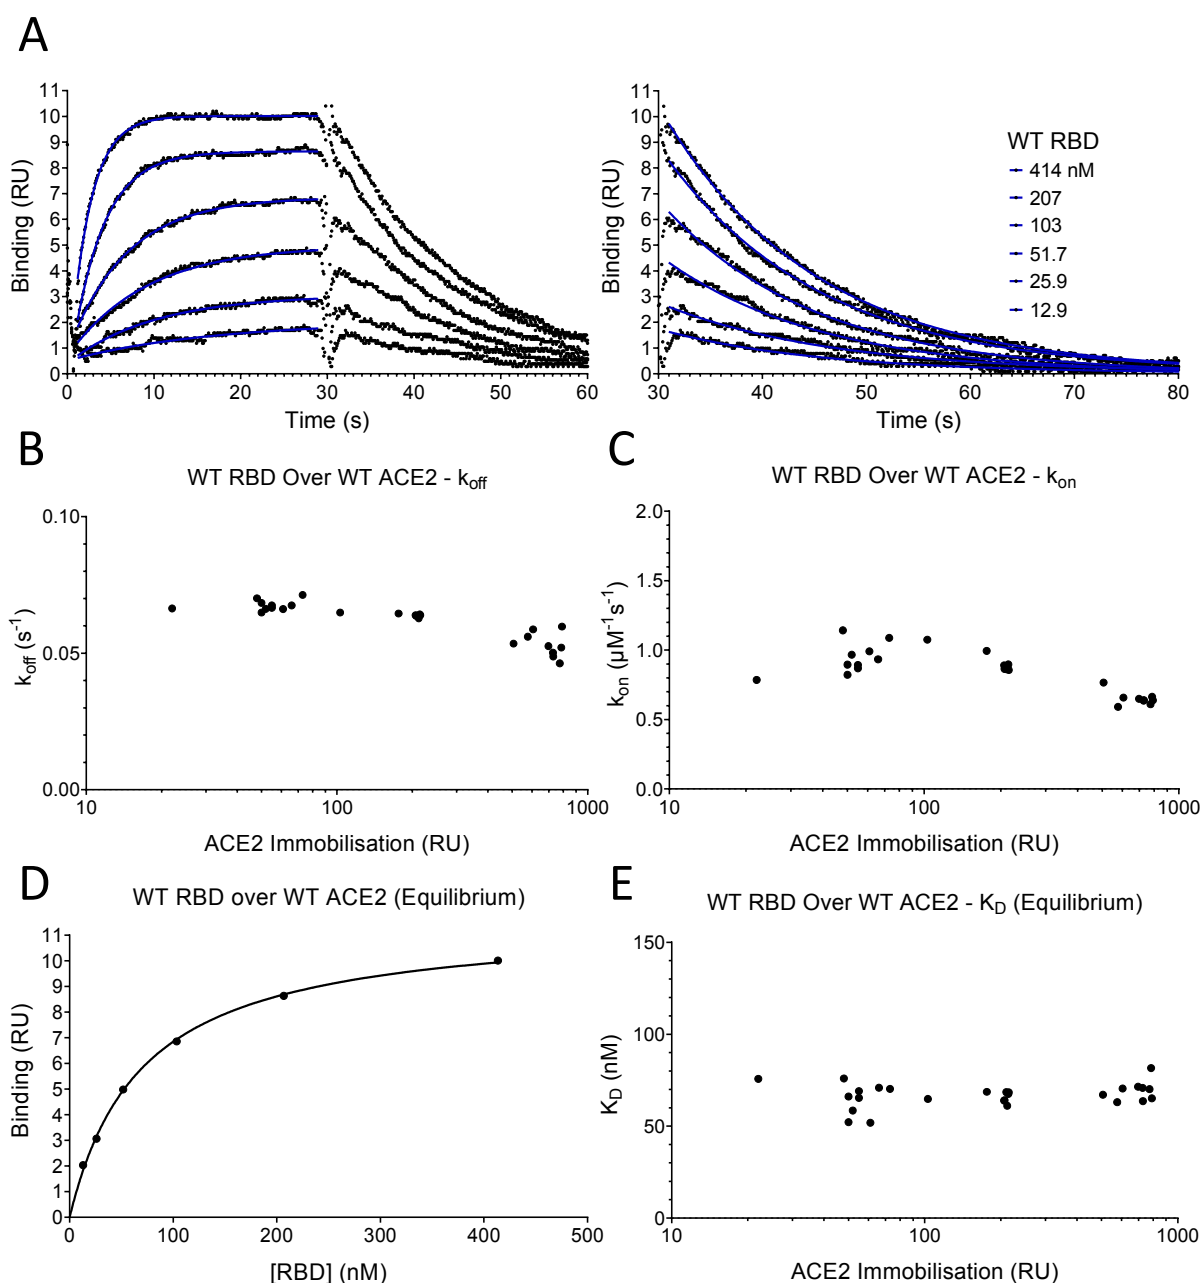 A
11
10
9
8
7
6
5
4
3
2
1
0
Binding (RU)
0 10 20 30 40 50 60
Time (s)
11
10
9
8
7
6
5
4
3
2
1
0
Binding (RU)
30 40 50 60 70 80
Time (s)
WT RBD
414 nM
207
103
51.7
25.9
12.9
B
WT RBD Over WT ACE2 - koff
0.10
0.05
0.00
koff (s-1)
10 100 1000
ACE2 Immobilisation (RU)
C
WT RBD Over WT ACE2 - kon
2.0
1.5
1.0
0.5
0.0
kon (µM-1s-1)
10 100 1000
ACE2 Immobilisation (RU)
D
WT RBD over WT ACE2 (Equilibrium)
11
10
9
8
7
6
5
4
3
2
1
0
Binding (RU)
0 100 200 300 400 500
[RBD] (nM)
E
WT RBD Over WT ACE2 - KD (Equilibrium)
150
100
50
0
KD (nM)
10 100 1000
ACE2 Immobilisation (RU)